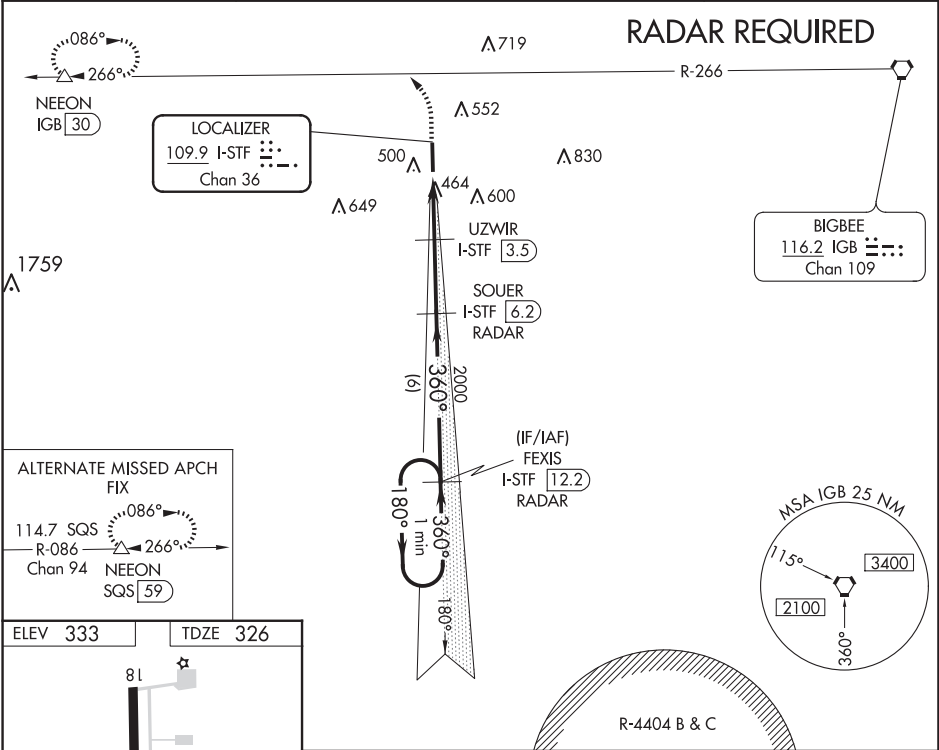 RADAR REQUIRED
086°
266°
NEEON
IGB 30
719
R-266
552
LOCALIZER
109.9 I-STF
Chan 36
500
830
464
600
649
UZWIR
I-STF 3.5
BIGBEE
116.2 IGB
Chan 109
1759
SOUER
I-STF 6.2
RADAR
360°
(6)
2000
(IF/IAF)
FEXIS
I-STF 12.2
RADAR
180°
1 min
360°
180°
ALTERNATE MISSED APCH
FIX
086°
114.7 SQS
R-086
266°
Chan 94
NEEON
SQS 59
MSA IGB 25 NM
115°
3400
2100
360°
ELEV 333
TDZE 326
18
R-4404 B & C